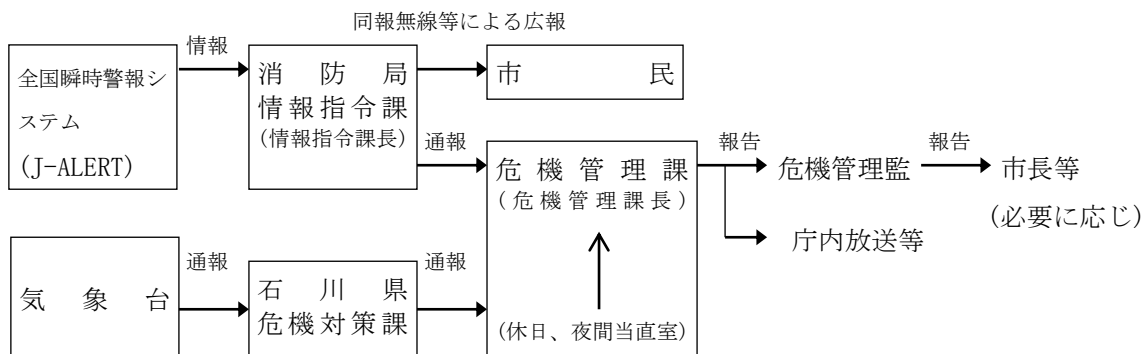 同報無線等による広報
情報
全国瞬時警報シ
ステム
(J-ALERT)
消防局
情報指令課
(情報指令課長)
市民
通報
危機管理課
(危機管理課長)
報告
危機管理監
報告
市長等
(必要に応じ)
庁内放送等
気象台
通報
石川県
危機対策課
通報
(休日、夜間当直室)